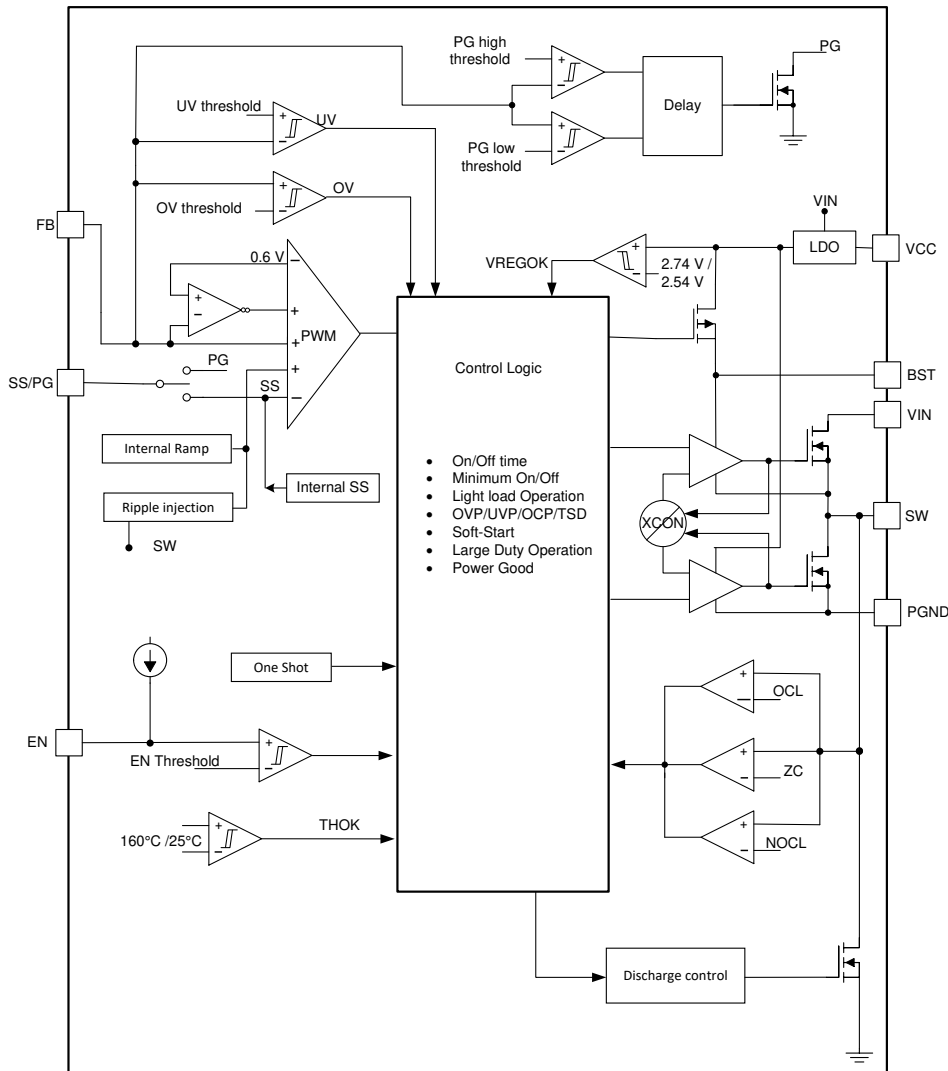 PG high
threshold
PG
UV threshold
UV
Delay
PG low
threshold
OV
OV threshold
VIN
FB
LDO
VCC
VREGOK
2.74 V /
2.54 V
0.6 V
PWM
PG
SS/PG
SS
Control Logic
BST
VIN
Internal Ramp
Internal SS
Ripple injection
SW
• On/Off time
• Minimum On/Off
• Light load Operation
• OVP/UVP/OCP/TSD
• Soft-Start
• Large Duty Operation
• Power Good
XCON
SW
PGND
One Shot
OCL
EN
EN Threshold
ZC
THOK
160°C /25°C
NOCL
Discharge control